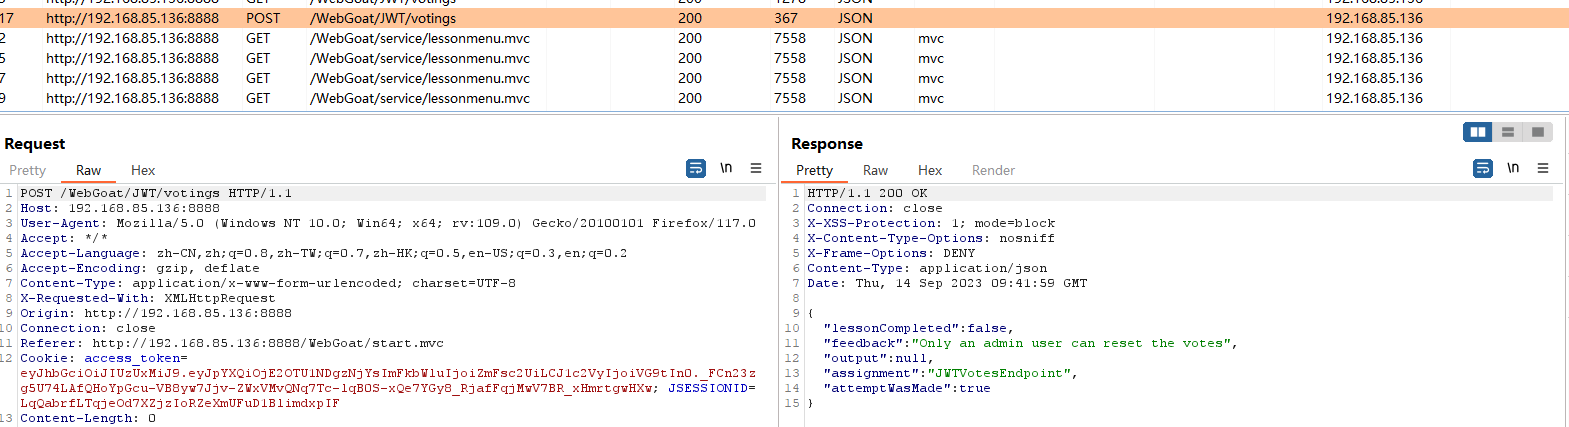 GET /WebGoat/JWT/votings 200 1278 JSON
17 http://192.168.85.136:8888 POST /WebGoat/JWT/votings 200 367 JSON 192.168.85.136
2 http://192.168.85.136:8888 GET /WebGoat/service/lessonmenu.mvc 200 7558 JSON mvc 192.168.85.136
5 http://192.168.85.136:8888 GET /WebGoat/service/lessonmenu.mvc 200 7558 JSON mvc 192.168.85.136
7 http://192.168.85.136:8888 GET /WebGoat/service/lessonmenu.mvc 200 7558 JSON mvc 192.168.85.136
9 http://192.168.85.136:8888 GET /WebGoat/service/lessonmenu.mvc 200 7558 JSON mvc 192.168.85.136
Request
Pretty Raw Hex \n
1 POST /WebGoat/JWT/votings HTTP/1.1
2 Host: 192.168.85.136:8888
3 User-Agent: Mozilla/5.0 (Windows NT 10.0; Win64; x64; rv:109.0) Gecko/20100101 Firefox/117.0
4 Accept: */*
5 Accept-Language: zh-CN,zh;q=0.8,zh-TW;q=0.7,zh-HK;q=0.5,en-US;q=0.3,en;q=0.2
6 Accept-Encoding: gzip, deflate
7 Content-Type: application/x-www-form-urlencoded; charset=UTF-8
8 X-Requested-With: XMLHttpRequest
9 Origin: http://192.168.85.136:8888
10 Connection: close
11 Referer: http://192.168.85.136:8888/WebGoat/start.mvc
12 Cookie: access_token=
eyJhbGciOiJIUzUxMiJ9.eyJpYXQiOjE2OTU1NDgzNjYsImFkbWluIjoiZmFsc2UiLCJ1c2VyIjoiVG9tIn0._FCn23z
g5U74LAfQHoYpGcu-VB8yw7Jjv-ZWxVMvQNq7Tc-lqBOS-xQe7YGy8_RjafFqjMwV7BR_xHmrtgwHXw; JSESSIONID=
LqQabrfLTqjeOd7XZjzIoRZeXmUFuD1BlimdxpIF
13 Content-Length: 0
Response
Pretty Raw Hex Render \n
1 HTTP/1.1 200 OK
2 Connection: close
3 X-XSS-Protection: 1; mode=block
4 X-Content-Type-Options: nosniff
5 X-Frame-Options: DENY
6 Content-Type: application/json
7 Date: Thu, 14 Sep 2023 09:41:59 GMT
8
9 {
10 "lessonCompleted":false,
11 "feedback":"Only an admin user can reset the votes",
12 "output":null,
13 "assignment":"JWTVotesEndpoint",
14 "attemptWasMade":true
15 }